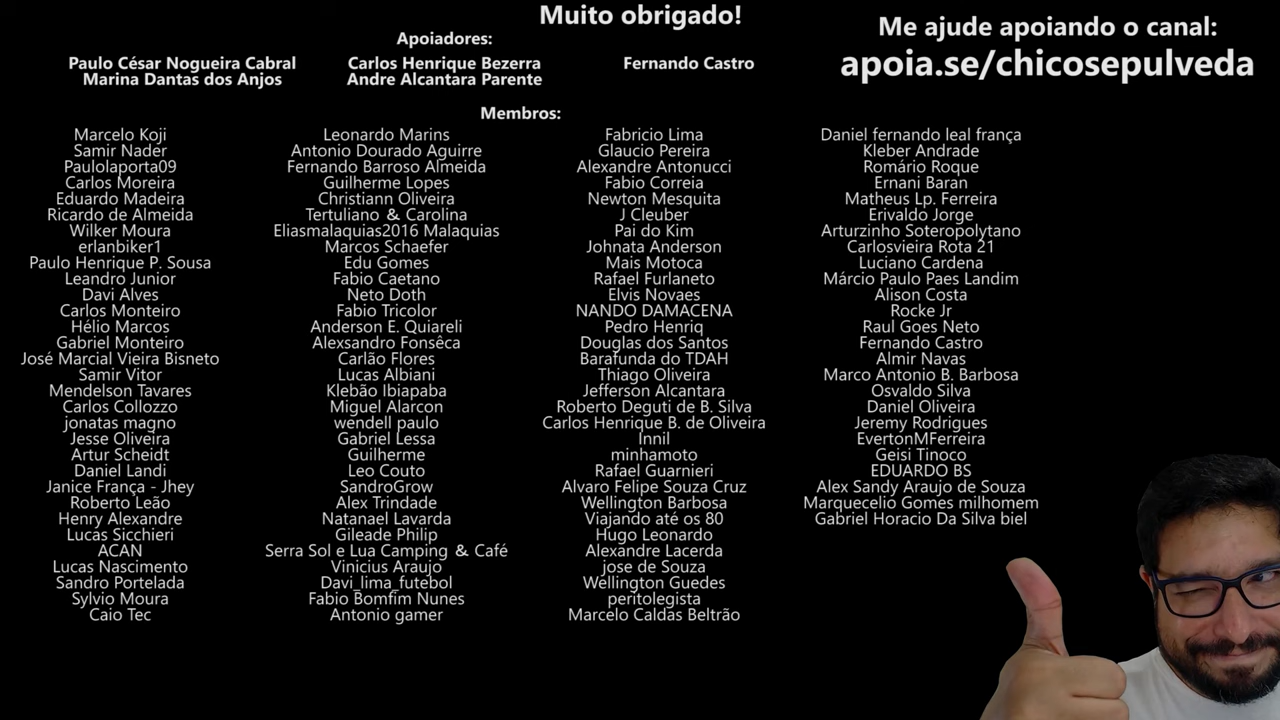 Muito obrigado!
Apoiadores:
Paulo César Nogueira Cabral
Marina Dantas dos Anjos
Carlos Henrique Bezerra
Andre Alcantara Parente
Fernando Castro
Me ajude apoiando o canal:
apoia.se/chicosepulveda
Membros:
Marcelo Koji
Samir Nader
Paulolaporta09
Carlos Moreira
Eduardo Madeira
Ricardo de Almeida
Wilker Moura
erlanbiker1
Paulo Henrique P. Sousa
Leandro Junior
Davi Alves
Carlos Monteiro
Hélio Marcos
Gabriel Monteiro
José Marcial Vieira Bisneto
Samir Vitor
Mendelson Tavares
Carlos Collozzo
jonatas magno
Jesse Oliveira
Artur Scheidt
Daniel Landi
Janice França - Jhey
Roberto Leão
Henry Alexandre
Lucas Sicchieri
ACAN
Lucas Nascimento
Sandro Portelada
Sylvio Moura
Caio Tec
Leonardo Marins
Antonio Dourado Aguirre
Fernando Barroso Almeida
Guilherme Lopes
Christiann Oliveira
Tertuliano & Carolina
Eliasmalaquias2016 Malaquias
Marcos Schaefer
Edu Gomes
Fabio Caetano
Neto Doth
Fabio Tricolor
Anderson E. Quiareli
Alexsandro Fonsêca
Carlão Flores
Lucas Albiani
Klebão Ibiapaba
Miguel Alarcon
wendell paulo
Gabriel Lessa
Guilherme
Leo Couto
SandroGrow
Alex Trindade
Natanael Lavarda
Gileade Philip
Serra Sol e Lua Camping & Café
Vinicius Araujo
Davi_lima_futebol
Fabio Bomfim Nunes
Antonio gamer
Fabricio Lima
Glaucio Pereira
Alexandre Antonucci
Fabio Correia
Newton Mesquita
J Cleuber
Pai do Kim
Johnata Anderson
Mais Motoca
Rafael Furlaneto
Elvis Novaes
NANDO DAMACENA
Pedro Henriq
Douglas dos Santos
Barafunda do TDAH
Thiago Oliveira
Jefferson Alcantara
Roberto Deguti de B. Silva
Carlos Henrique B. de Oliveira
Innil
minhamoto
Rafael Guarnieri
Alvaro Felipe Souza Cruz
Wellington Barbosa
Viajando até os 80
Hugo Leonardo
Alexandre Lacerda
jose de Souza
Wellington Guedes
peritolegista
Marcelo Caldas Beltrão
Daniel fernando leal frança
Kleber Andrade
Romário Roque
Ernani Baran
Matheus Lp. Ferreira
Erivaldo Jorge
Arturzinho Soteropolytano
Carlosvieira Rota 21
Luciano Cardena
Márcio Paulo Paes Landim
Alison Costa
Rocke Jr
Raul Goes Neto
Fernando Castro
Almir Navas
Marco Antonio B. Barbosa
Osvaldo Silva
Daniel Oliveira
Jeremy Rodrigues
EvertonMFerreira
Geisi Tinoco
EDUARDO BS
Alex Sandy Araujo de Souza
Marquecelio Gomes milhomem
Gabriel Horacio Da Silva biel